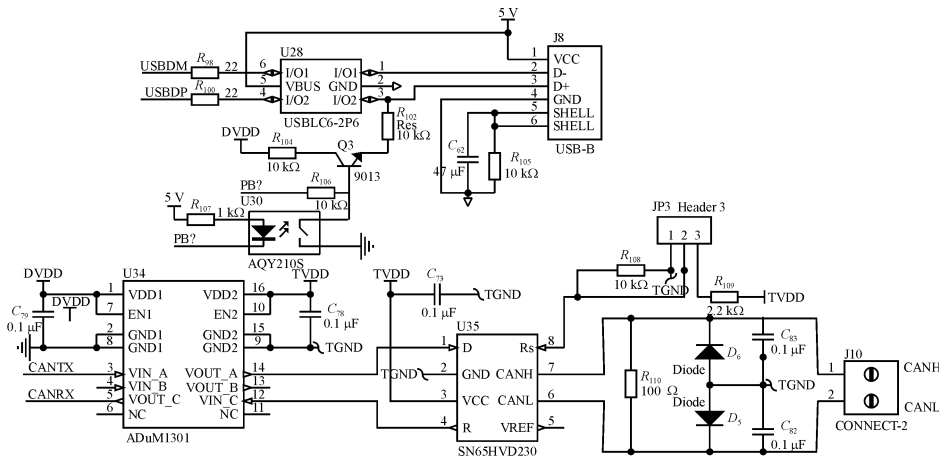 5 V
U28
J8
USBDM R98 22 6 I/O1 I/O1 1
5 VBUS GND 2
USBDP R100 22 4 I/O2 I/O2 3
USBLC6-2P6
1 VCC
2 D-
3 D+
4 GND
5 SHELL
6 SHELL
USB-B
R102
Res
10 kΩ
DVDD R104
10 kΩ
Q3
9013
C62
47 μF
R105
10 kΩ
PB? R106
10 kΩ
U30
5 V R107
1 kΩ
PB?
AQY210S
JP3 Header 3
1 2 3
R108
10 kΩ
TGND
R109
2.2 kΩ
TVDD
DVDD
U34
TVDD
C79
0.1 μF
DVDD
1 VDD1 VDD2 16
7 EN1 EN2 10
2 GND1 GND2 15
8 GND1 GND2 9
CANTX 3 VIN_A VOUT_A 14
4 VIN_B VOUT_B 13
CANRX 5 VOUT_C VIN_C 12
6 NC NC 11
ADuM1301
C78
0.1 μF
TGND
TVDD
C73
0.1 μF
TGND
U35
1 D Rs 8
TGND 2 GND CANH 7
3 VCC CANL 6
4 R VREF 5
SN65HVD230
R110
100 Ω
D6
Diode
Diode
D5
C83
0.1 μF
TGND
C82
0.1 μF
J10
1 CANH
2 CANL
CONNECT-2